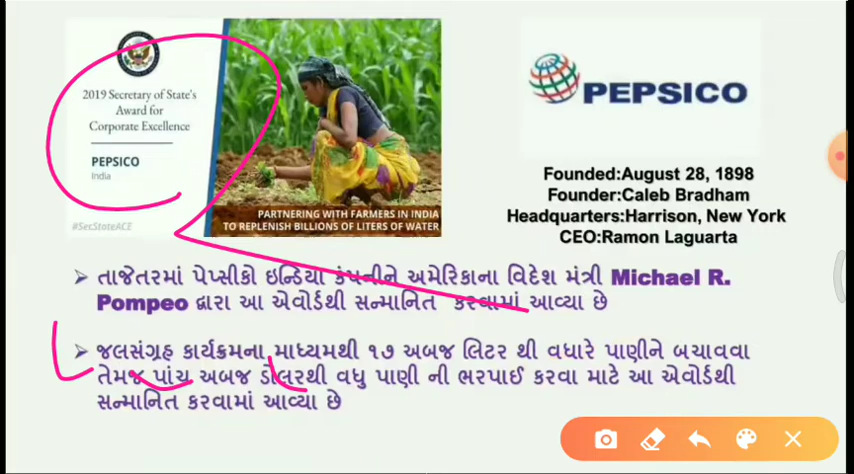 2019 Secretary of State's
Award for
Corporate Excellence
PEPSICO
India
#SecStateACE
PARTNERING WITH FARMERS IN INDIA
TO REPLENISH BILLIONS OF LITERS OF WATER
PEPSICO
Founded:August 28, 1898
Founder:Caleb Bradham
Headquarters:Harrison, New York
CEO:Ramon Laguarta
➢ તાજેતરમાં પેપ્સીકો ઇન્ડિયા કંપનીને અમેરિકાના વિદેશ મંત્રી Michael R.
Pompeo દ્વારા આ એવોર્ડથી સન્માનિત કરવામાં આવ્યા છે
➢ જલસંગ્રહ કાર્યક્રમના માધ્યમથી ૧૭ અબજ લિટર થી વધારે પાણીને બચાવવા
તેમજ પાંચ અબજ ડોલરથી વધુ પાણી ની ભરપાઈ કરવા માટે આ એવોર્ડથી
સન્માનિત કરવામાં આવ્યા છે